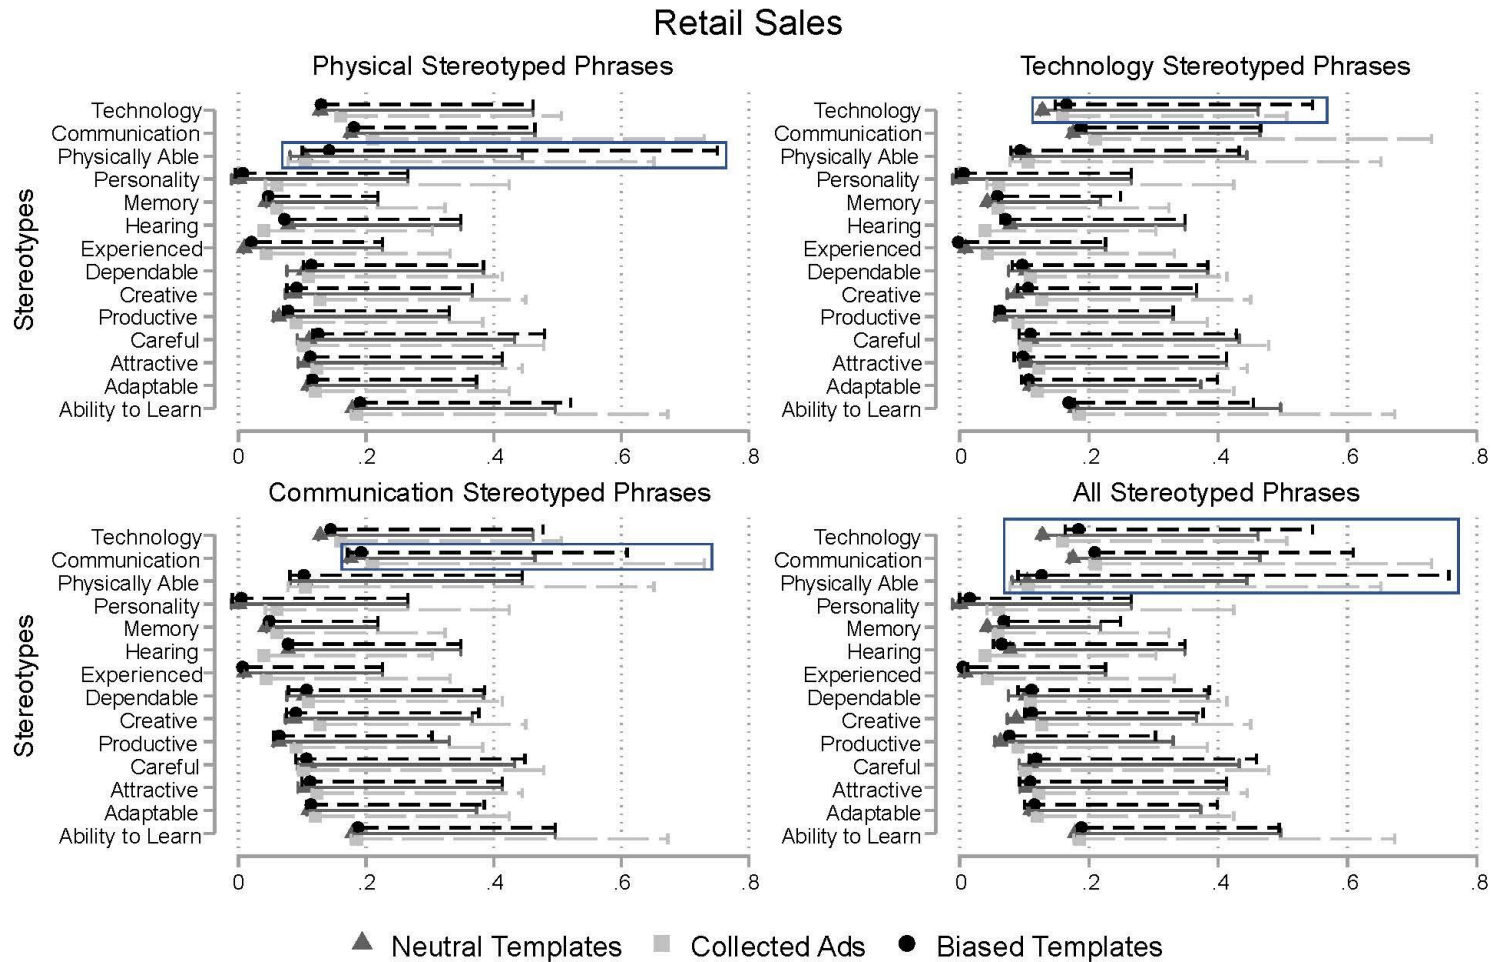 Retail Sales
Physical Stereotyped Phrases
Stereotypes
Technology
Communication
Physically Able
Personality
Memory
Hearing
Experienced
Dependable
Creative
Productive
Careful
Attractive
Adaptable
Ability to Learn
0 .2 .4 .6 .8
Technology Stereotyped Phrases
Technology
Communication
Physically Able
Personality
Memory
Hearing
Experienced
Dependable
Creative
Productive
Careful
Attractive
Adaptable
Ability to Learn
0 .2 .4 .6 .8
Communication Stereotyped Phrases
Stereotypes
Technology
Communication
Physically Able
Personality
Memory
Hearing
Experienced
Dependable
Creative
Productive
Careful
Attractive
Adaptable
Ability to Learn
0 .2 .4 .6 .8
All Stereotyped Phrases
Technology
Communication
Physically Able
Personality
Memory
Hearing
Experienced
Dependable
Creative
Productive
Careful
Attractive
Adaptable
Ability to Learn
0 .2 .4 .6 .8
Neutral Templates Collected Ads Biased Templates